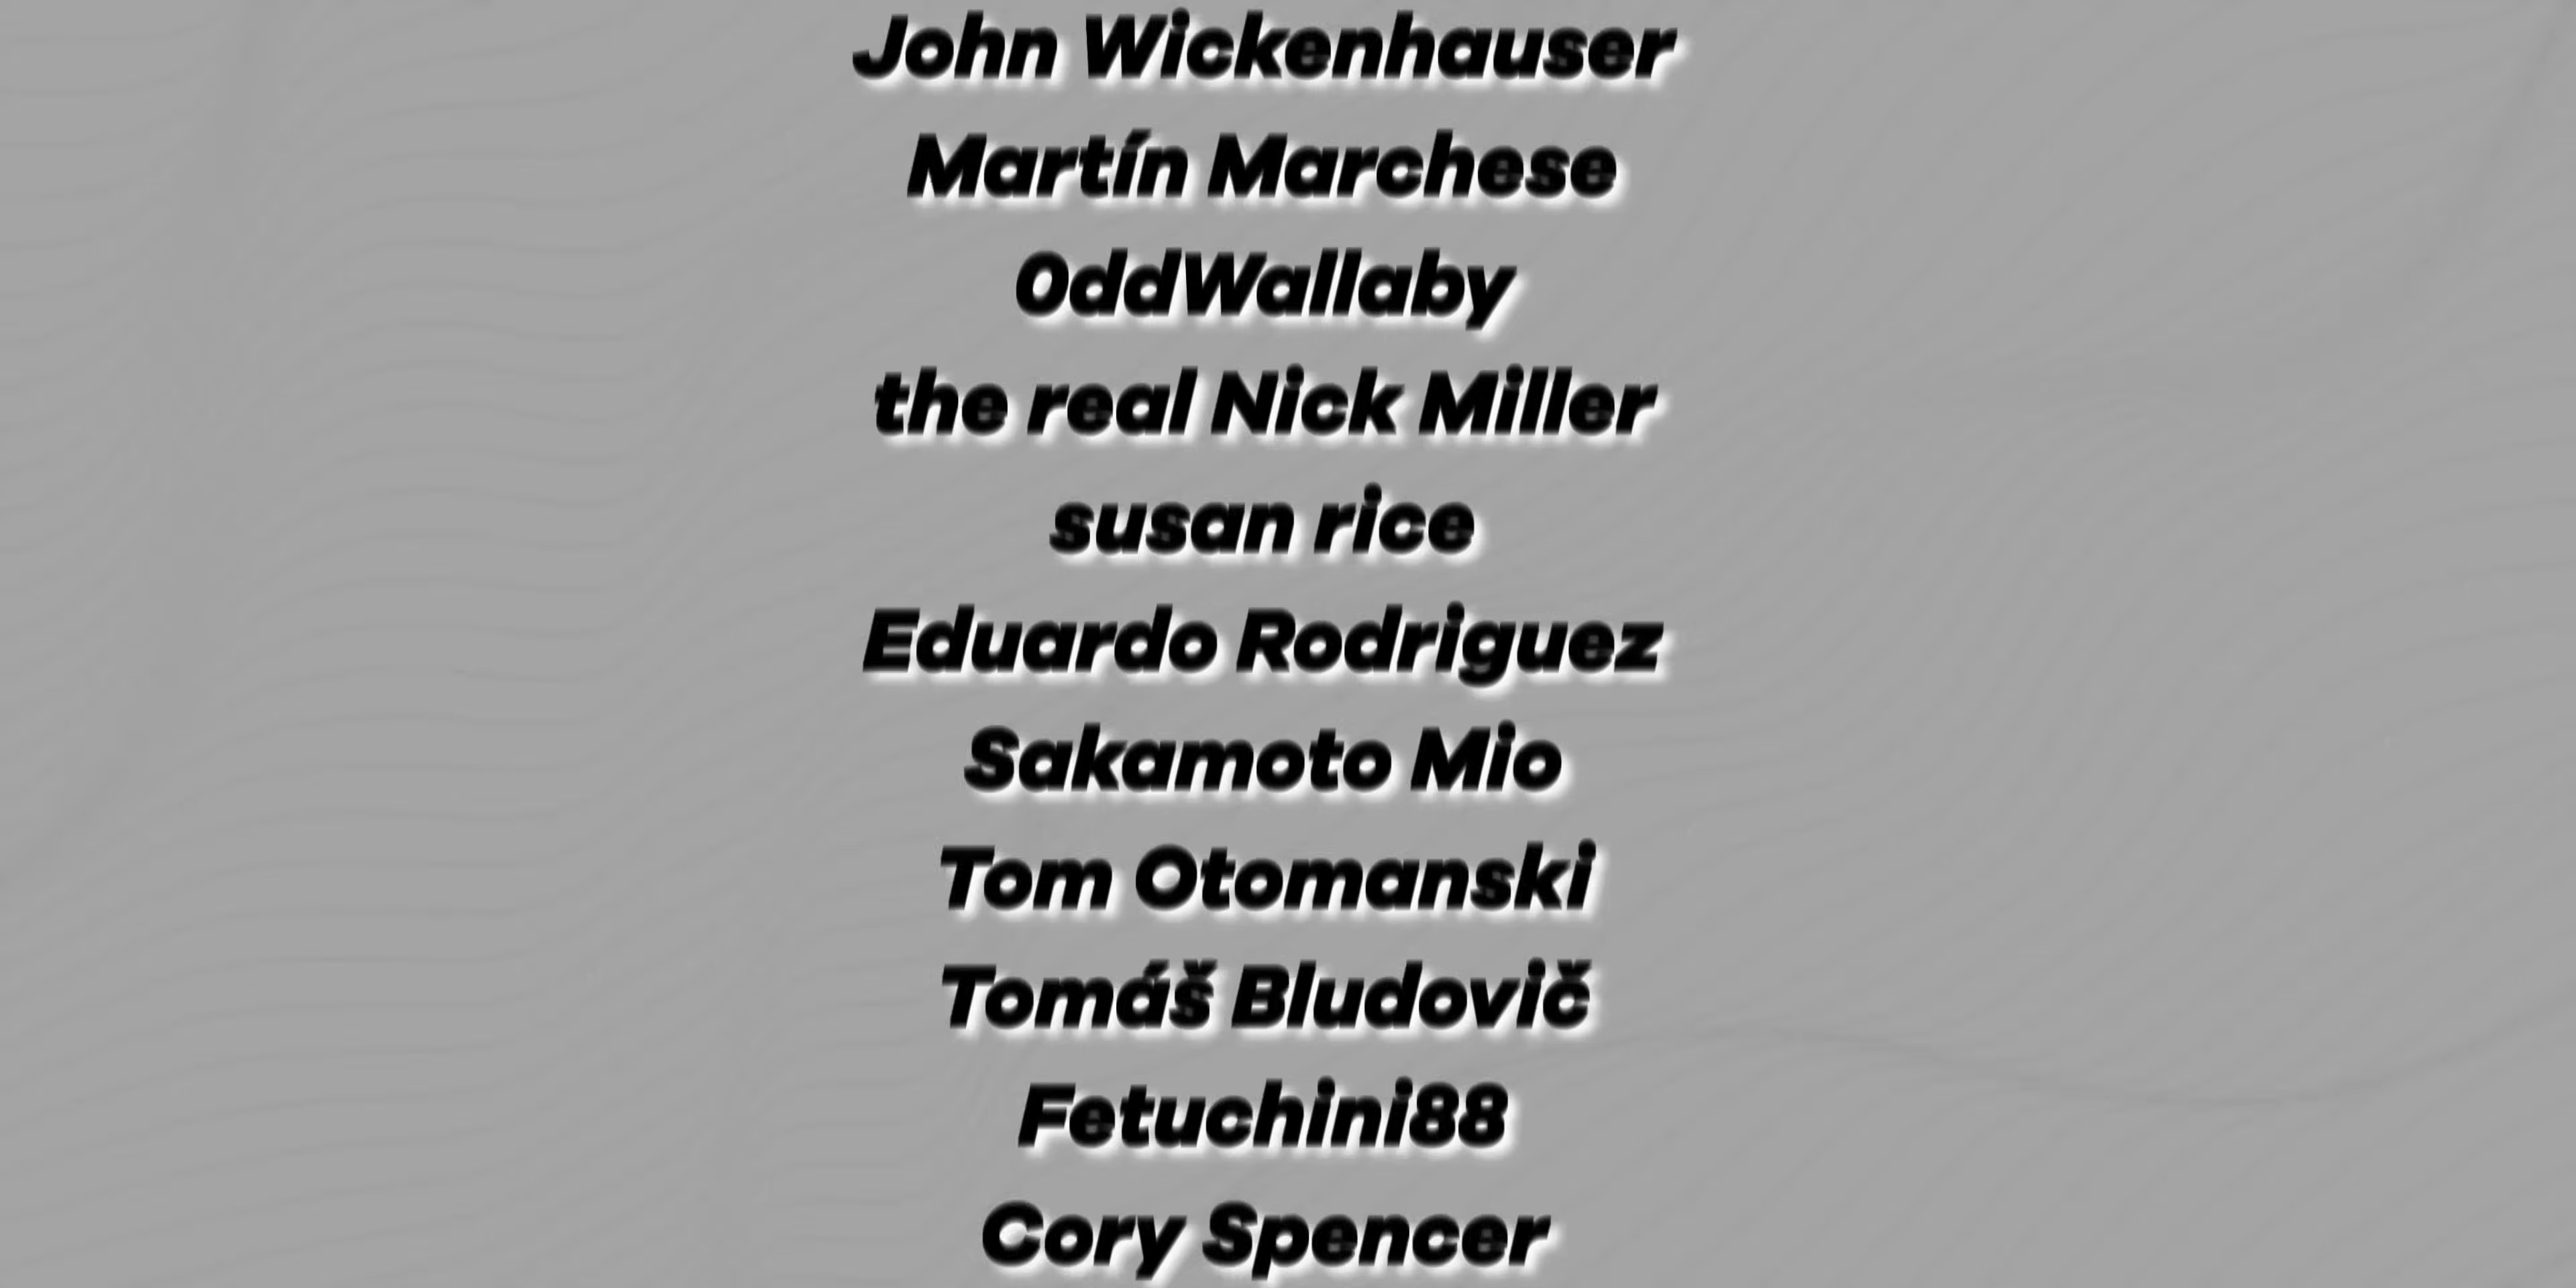 John Wickenhauser
Martín Marchese
0ddWallaby
the real Nick Miller
susan rice
Eduardo Rodriguez
Sakamoto Mio
Tom Otomanski
Tomáš Bludovič
Fetuchini88
Cory Spencer